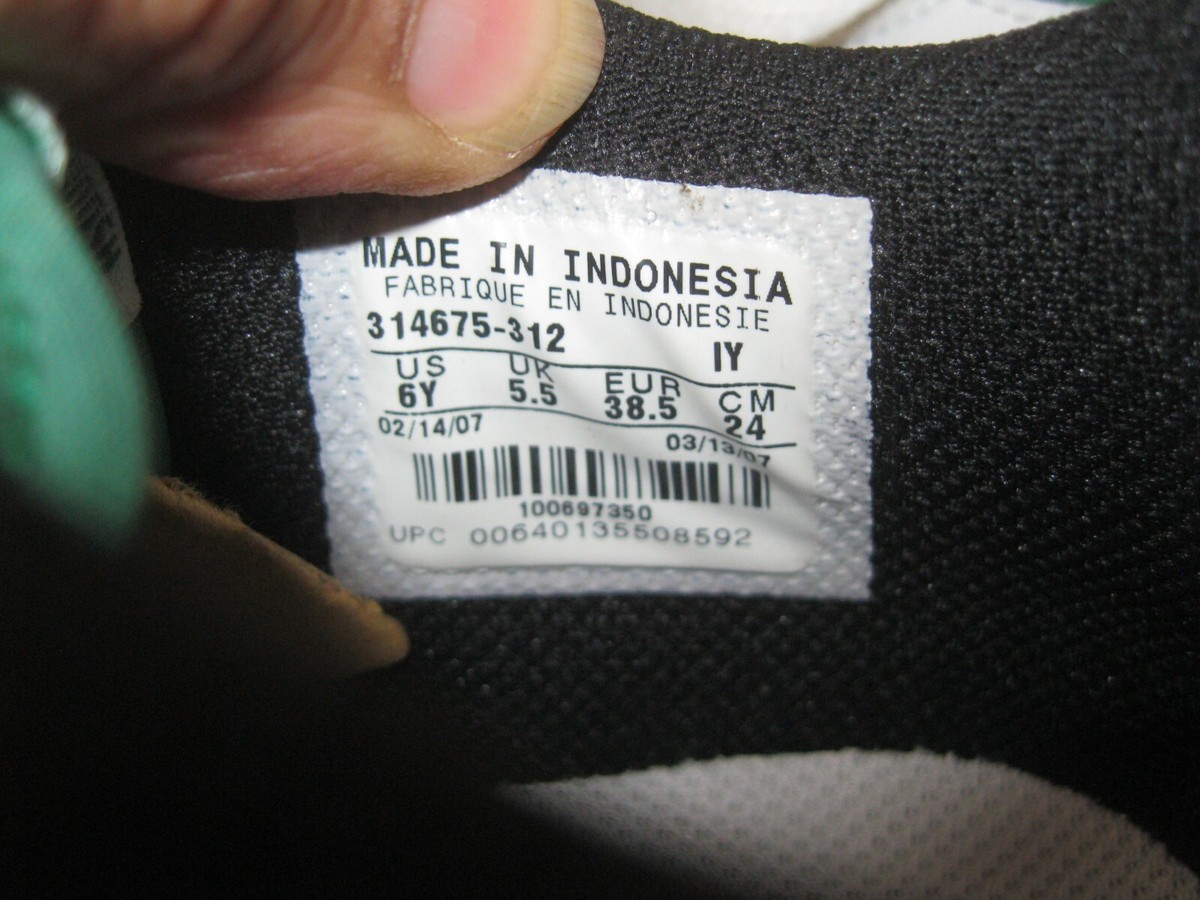 MADE IN INDONESIA
FABRIQUE EN INDONESIE
314675-312 IY
US UK EUR CM
6Y 5.5 38.5 24
02/14/07 03/13/07
100697350
UPC 00640135508592